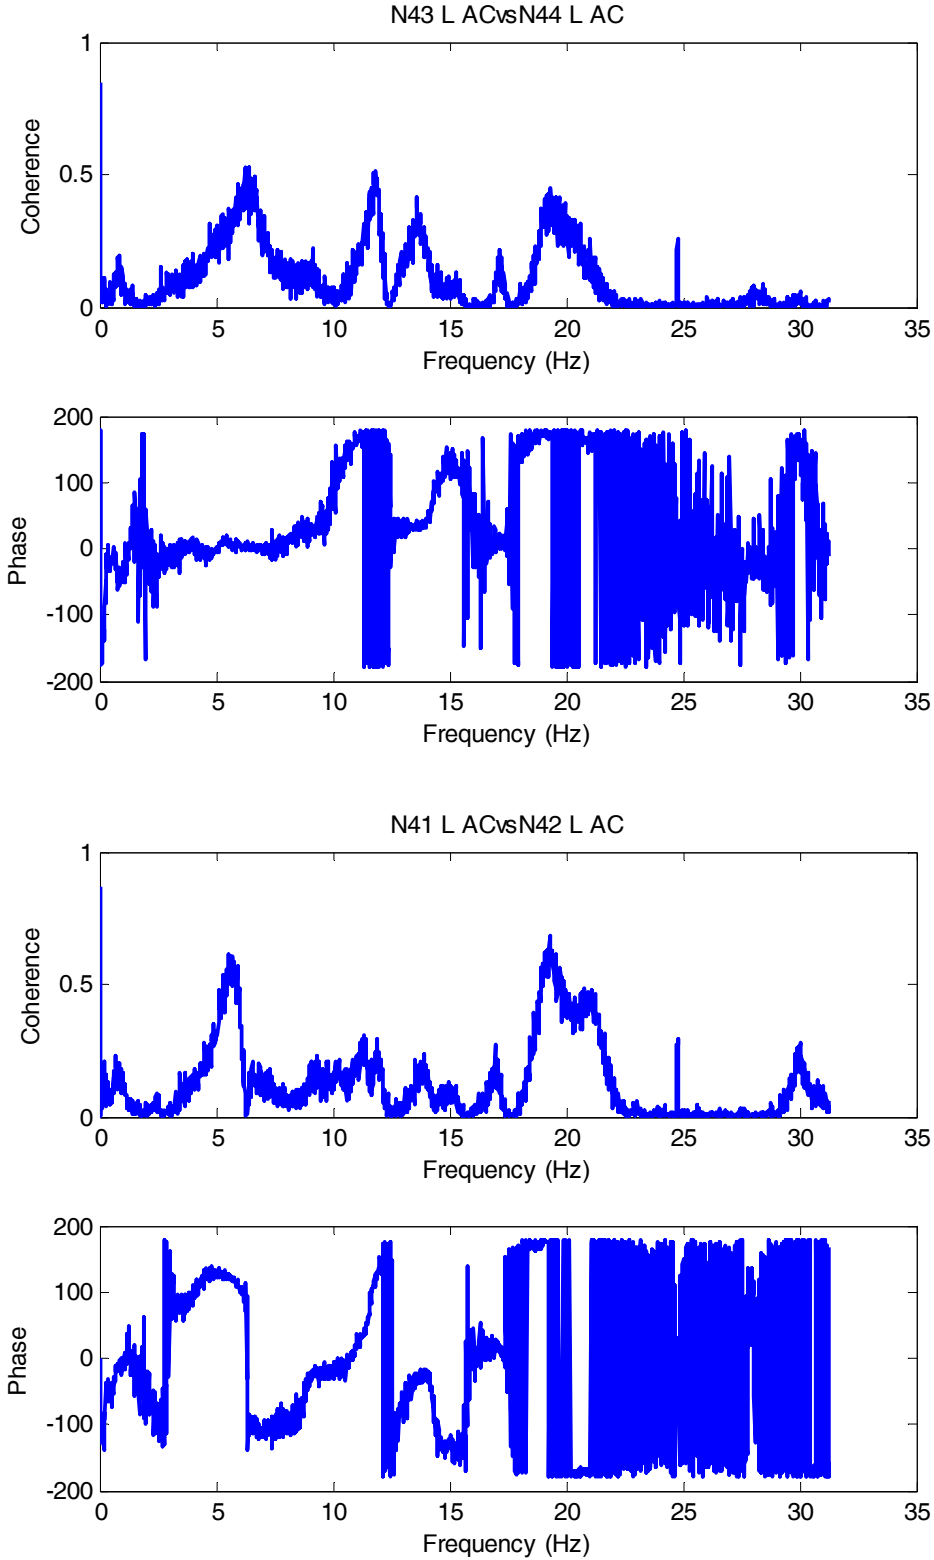 N43 L ACvsN44 L AC
1
0.5
0
Coherence
0 5 10 15 20 25 30 35
Frequency (Hz)
200
100
0
-100
-200
Phase
0 5 10 15 20 25 30 35
Frequency (Hz)
N41 L ACvsN42 L AC
1
0.5
0
Coherence
0 5 10 15 20 25 30 35
Frequency (Hz)
200
100
0
-100
-200
Phase
0 5 10 15 20 25 30 35
Frequency (Hz)